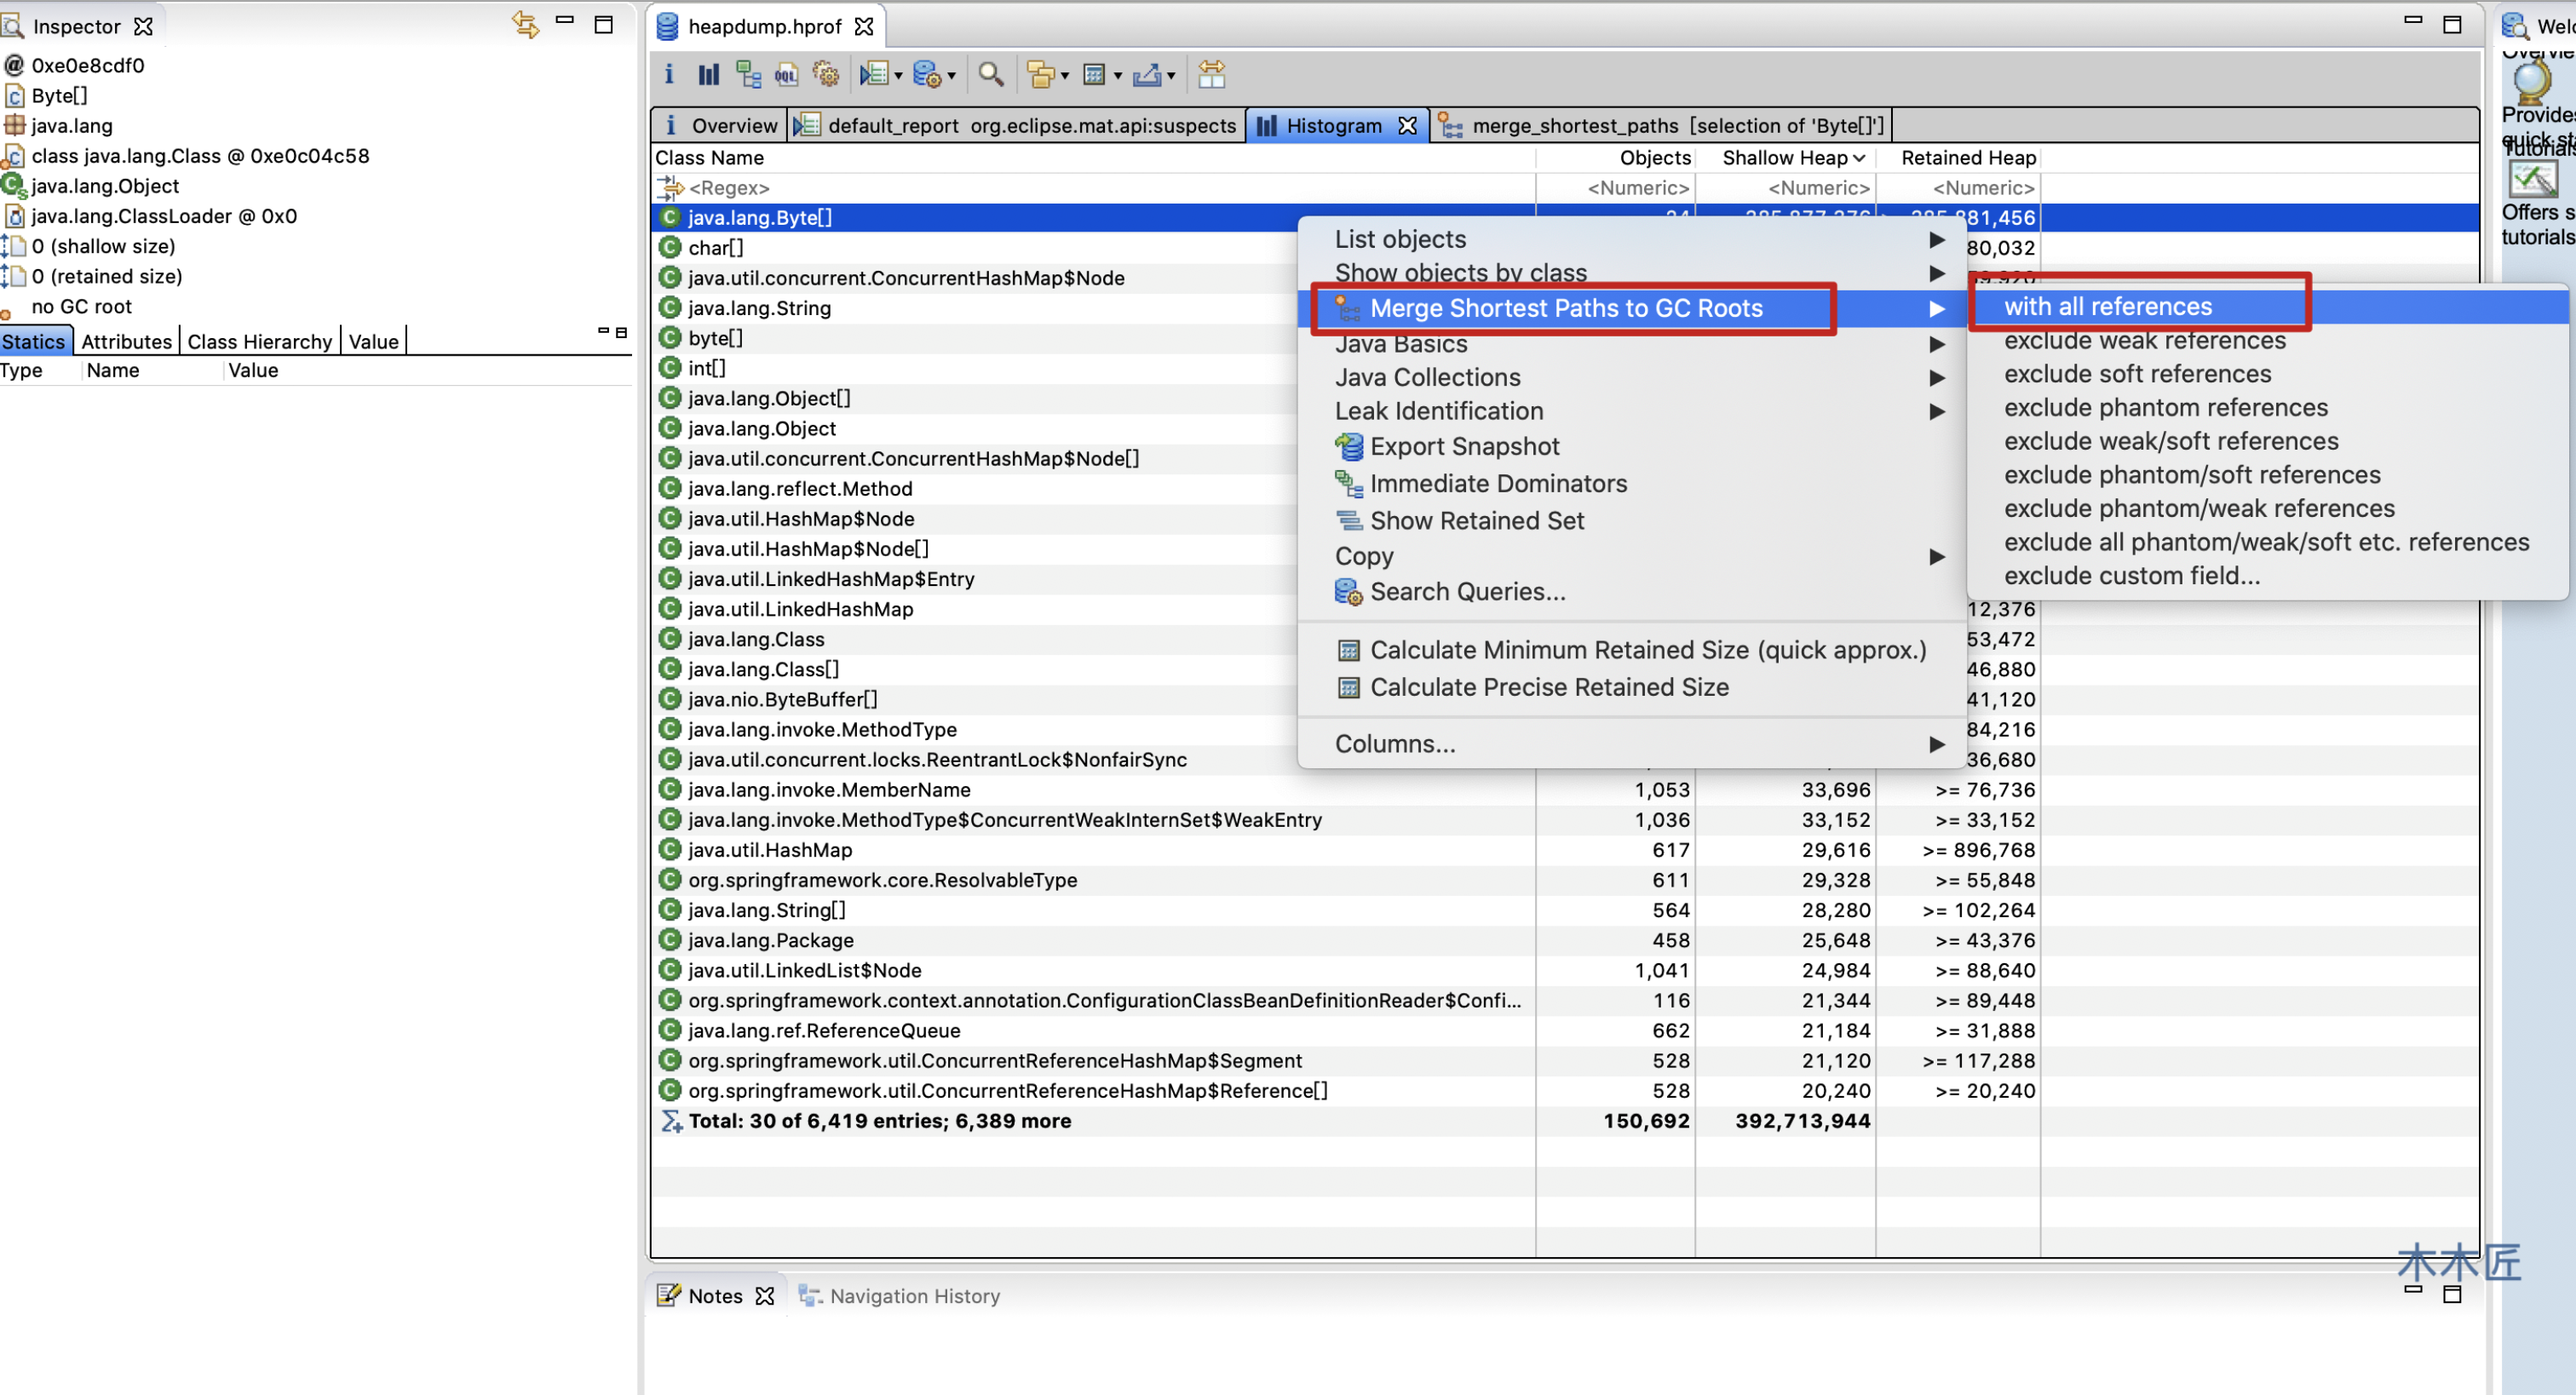 Inspector
@ 0xe0e8cdf0
Byte[]
java.lang
class java.lang.Class @ 0xe0c04c58
java.lang.Object
java.lang.ClassLoader @ 0x0
0 (shallow size)
0 (retained size)
no GC root
Statics Attributes Class Hierarchy Value
Type Name Value
heapdump.hprof
i Overview default_report org.eclipse.mat.api:suspects Histogram merge_shortest_paths [selection of 'Byte[]']
Class Name Objects Shallow Heap Retained Heap
<Regex> <Numeric> <Numeric> <Numeric>
java.lang.Byte[] 81,456
char[] 80,032
java.util.concurrent.ConcurrentHashMap$Node
java.lang.String
byte[]
int[]
java.lang.Object[]
java.lang.Object
java.util.concurrent.ConcurrentHashMap$Node[]
java.lang.reflect.Method
java.util.HashMap$Node
java.util.HashMap$Node[]
java.util.LinkedHashMap$Entry
java.util.LinkedHashMap 12,376
java.lang.Class 53,472
java.lang.Class[] 46,880
java.nio.ByteBuffer[] 41,120
java.lang.invoke.MethodType 84,216
java.util.concurrent.locks.ReentrantLock$NonfairSync 36,680
java.lang.invoke.MemberName 1,053 33,696 >= 76,736
java.lang.invoke.MethodType$ConcurrentWeakInternSet$WeakEntry 1,036 33,152 >= 33,152
java.util.HashMap 617 29,616 >= 896,768
org.springframework.core.ResolvableType 611 29,328 >= 55,848
java.lang.String[] 564 28,280 >= 102,264
java.lang.Package 458 25,648 >= 43,376
java.util.LinkedList$Node 1,041 24,984 >= 88,640
org.springframework.context.annotation.ConfigurationClassBeanDefinitionReader$Confi... 116 21,344 >= 89,448
java.lang.ref.ReferenceQueue 662 21,184 >= 31,888
org.springframework.util.ConcurrentReferenceHashMap$Segment 528 21,120 >= 117,288
org.springframework.util.ConcurrentReferenceHashMap$Reference[] 528 20,240 >= 20,240
Total: 30 of 6,419 entries; 6,389 more 150,692 392,713,944
List objects
Show objects by class
Merge Shortest Paths to GC Roots
Java Basics
Java Collections
Leak Identification
Export Snapshot
Immediate Dominators
Show Retained Set
Copy
Search Queries...
Calculate Minimum Retained Size (quick approx.)
Calculate Precise Retained Size
Columns...
with all references
exclude weak references
exclude soft references
exclude phantom references
exclude weak/soft references
exclude phantom/soft references
exclude phantom/weak references
exclude all phantom/weak/soft etc. references
exclude custom field...
Notes Navigation History
Welc
Overvie
Provides
quick st
Tutorials
Offers s
tutorials
木木匠